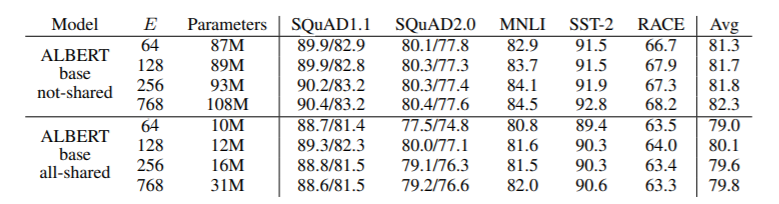 Model E Parameters SQuAD1.1 SQuAD2.0 MNLI SST-2 RACE Avg
ALBERT base not-shared
64 87M 89.9/82.9 80.1/77.8 82.9 91.5 66.7 81.3
128 89M 89.9/82.8 80.3/77.3 83.7 91.5 67.9 81.7
256 93M 90.2/83.2 80.3/77.4 84.1 91.9 67.3 81.8
768 108M 90.4/83.2 80.4/77.6 84.5 92.8 68.2 82.3
ALBERT base all-shared
64 10M 88.7/81.4 77.5/74.8 80.8 89.4 63.5 79.0
128 12M 89.3/82.3 80.0/77.1 81.6 90.3 64.0 80.1
256 16M 88.8/81.5 79.1/76.3 81.5 90.3 63.4 79.6
768 31M 88.6/81.5 79.2/76.6 82.0 90.6 63.3 79.8